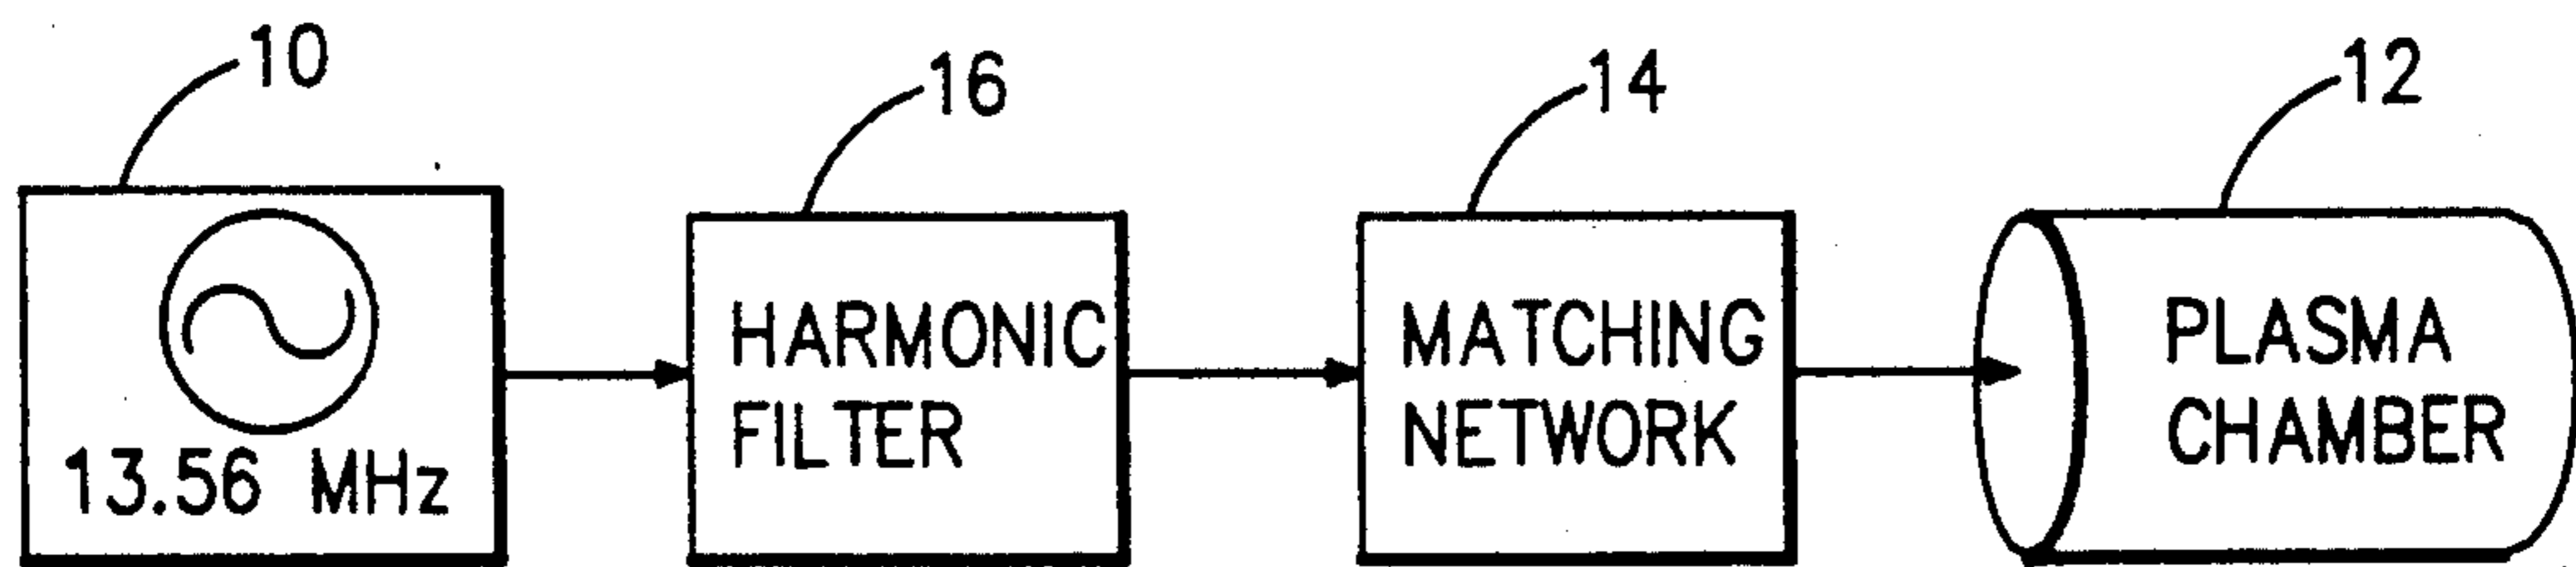 10
16
14
12
13.56 MHz
HARMONIC
FILTER
MATCHING
NETWORK
PLASMA
CHAMBER